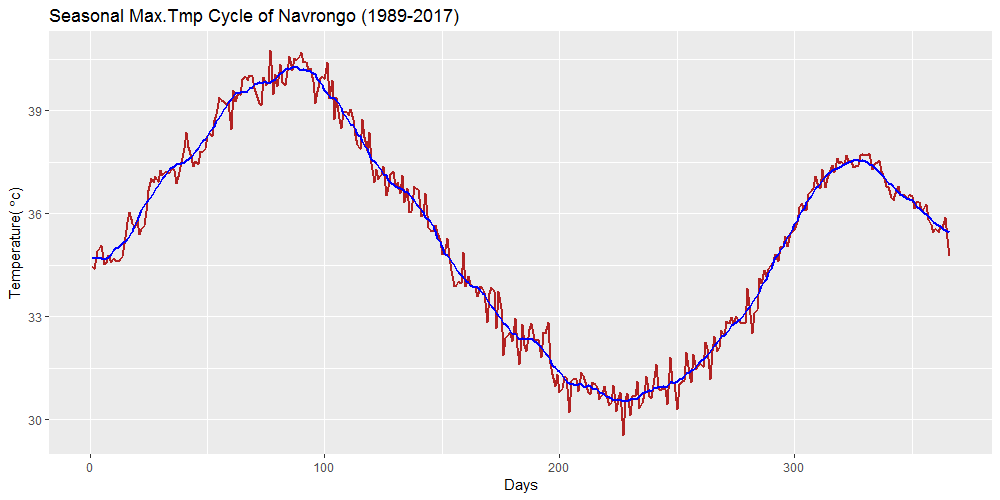 Seasonal Max.Tmp Cycle of Navrongo (1989-2017)
Temperature( °c)
39
36
33
30
0 100 200 300
Days